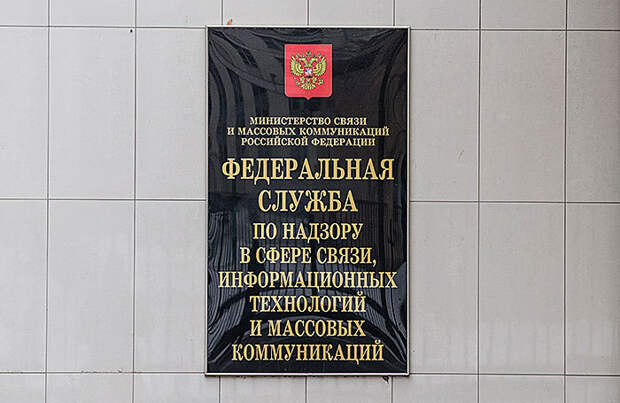 МИНИСТЕРСТВО СВЯЗИ
И МАССОВЫХ КОММУНИКАЦИЙ
РОССИЙСКОЙ ФЕДЕРАЦИИ
ФЕДЕРАЛЬНАЯ
СЛУЖБА
ПО НАДЗОРУ
В СФЕРЕ СВЯЗИ,
ИНФОРМАЦИОННЫХ
ТЕХНОЛОГИЙ
И МАССОВЫХ
КОММУНИКАЦИЙ